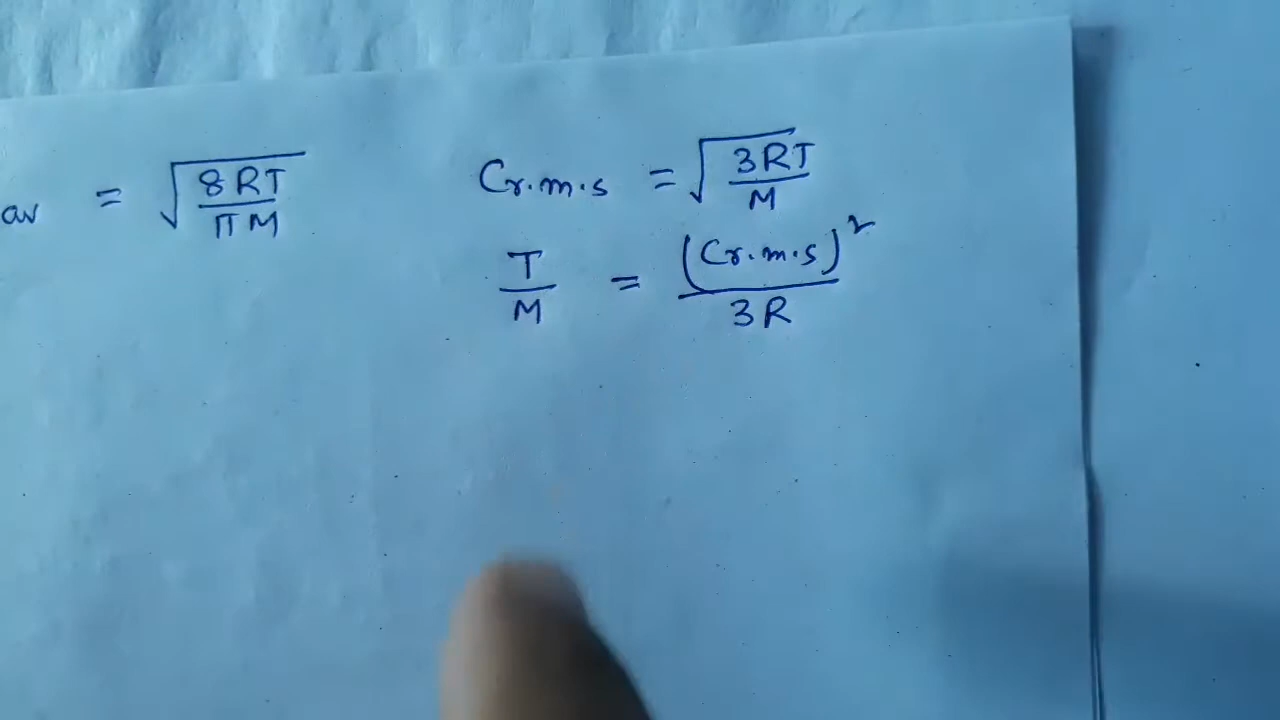 av = √(8RT/ΠM)
Cr.m.s = √(3RT/M)
T/M = (Cr.m.s)²/3R